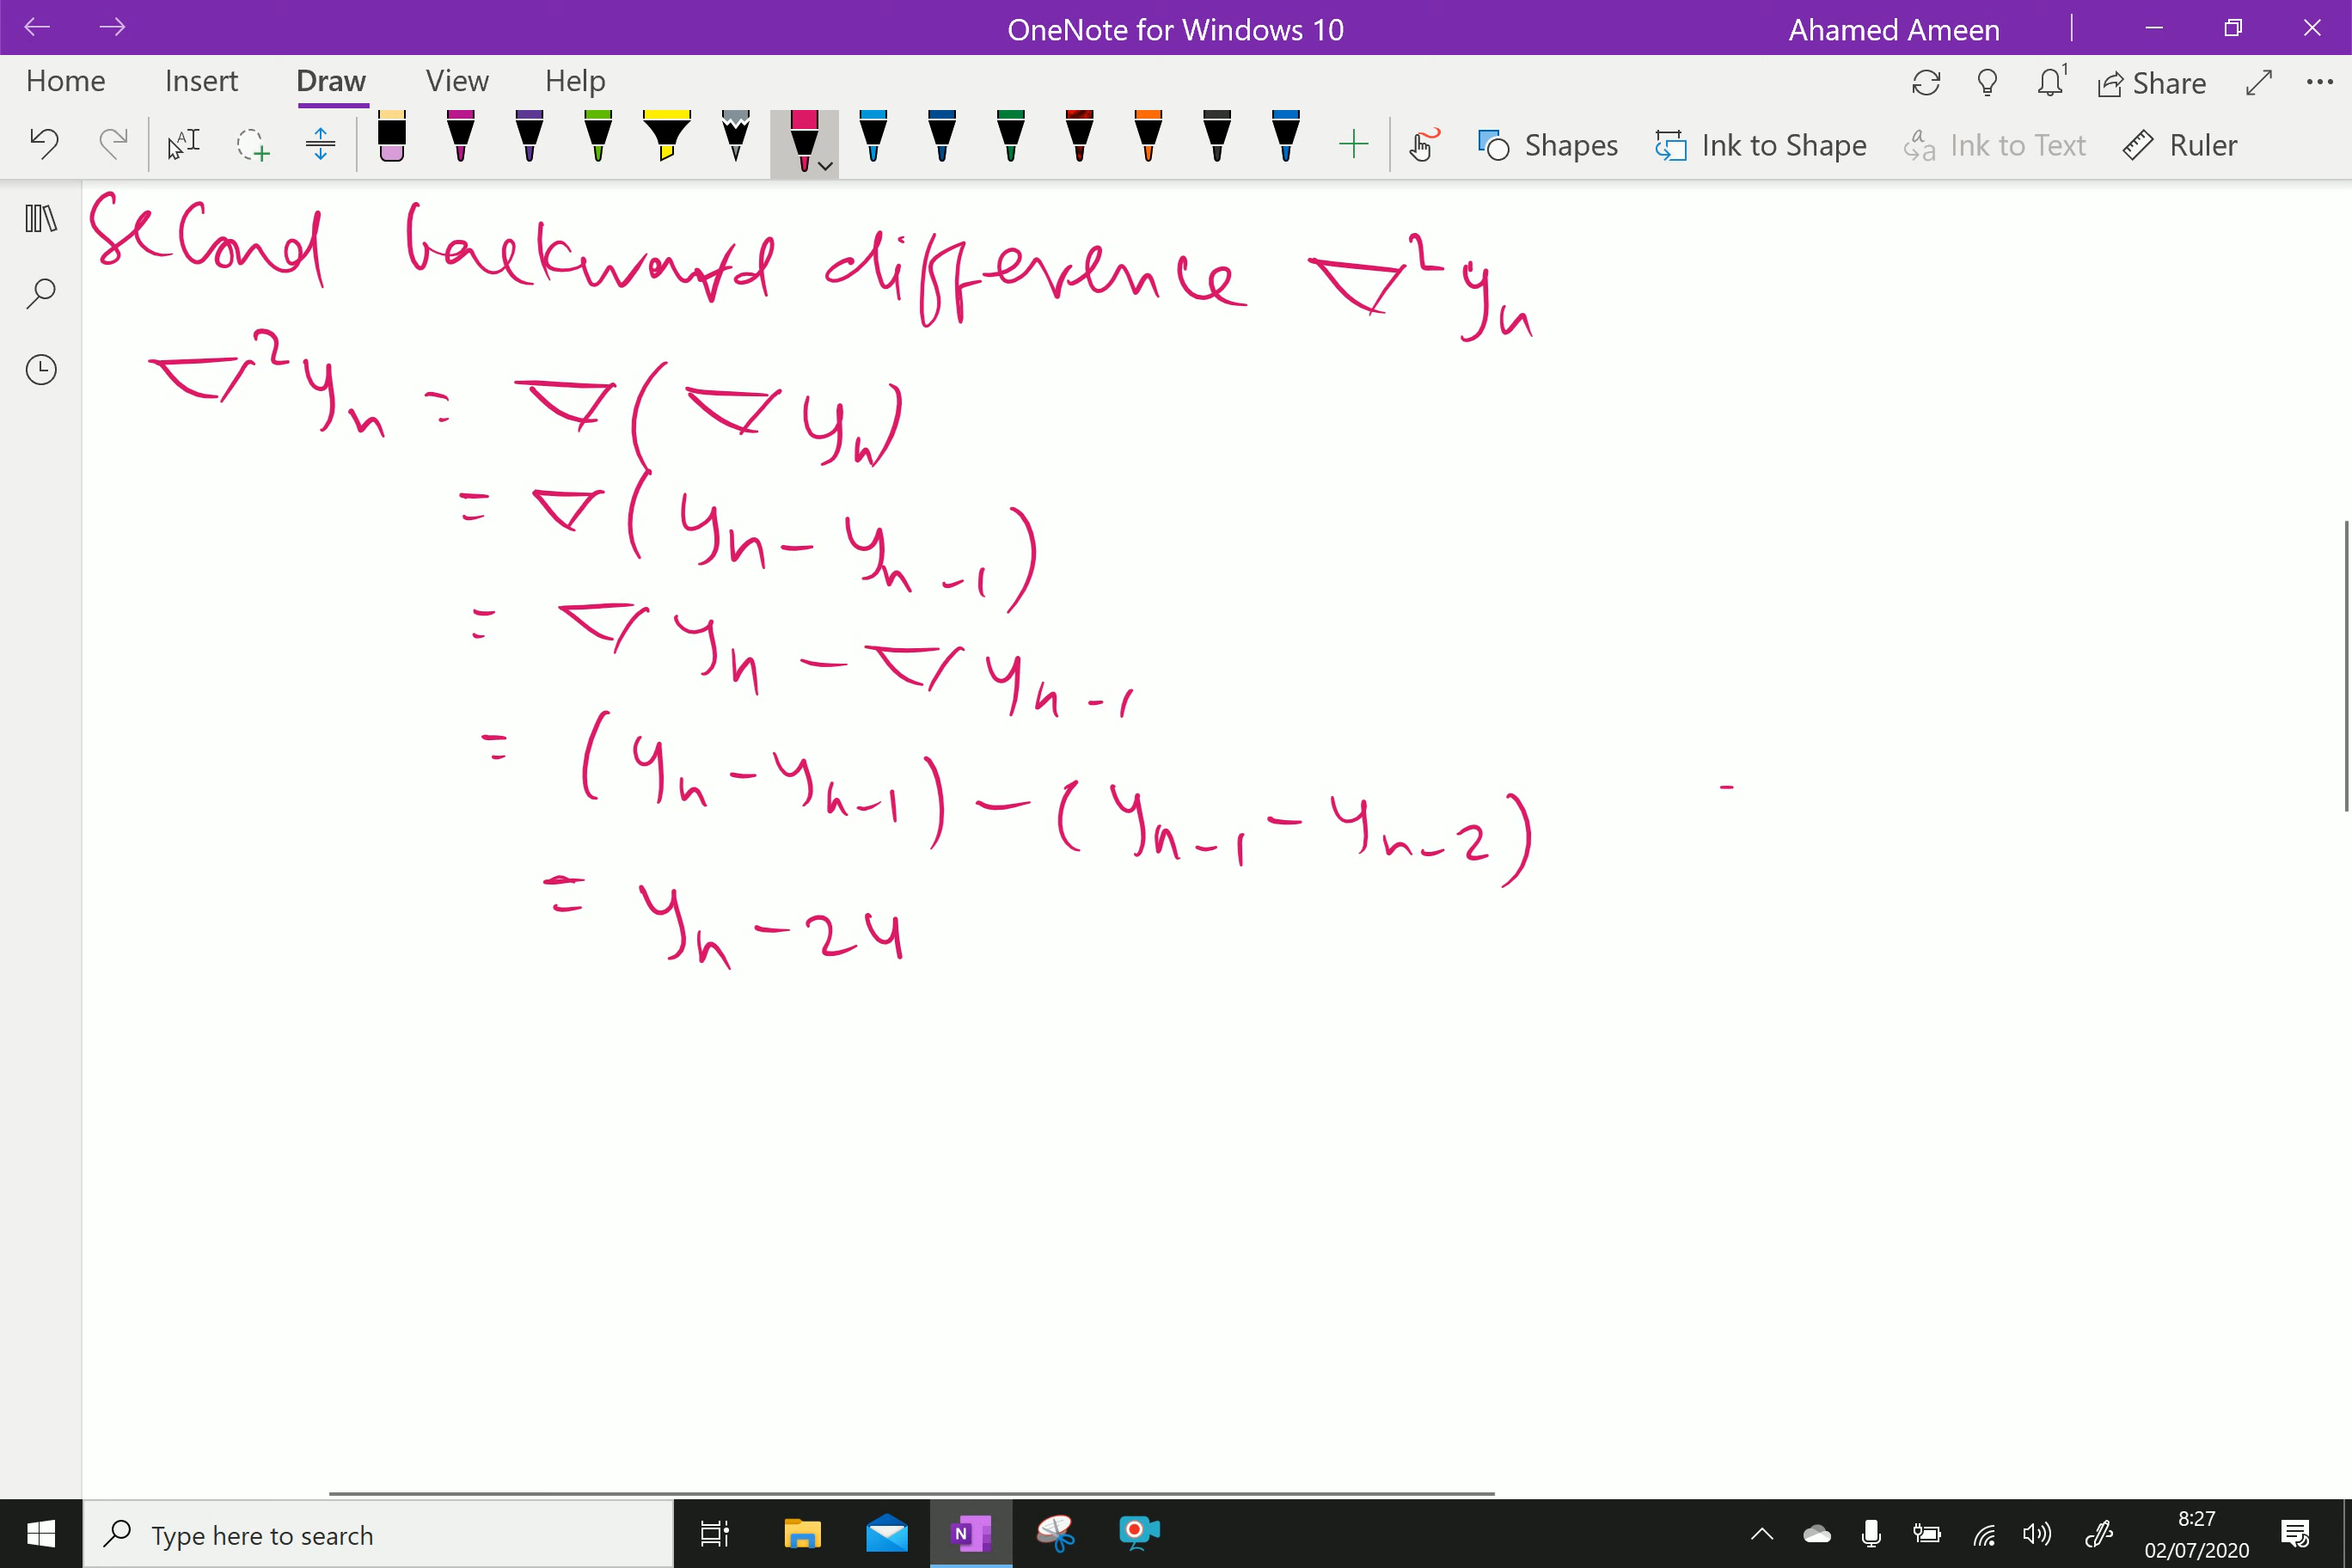 OneNote for Windows 10
Ahamed Ameen
Home Insert Draw View Help
1
Share
Shapes Ink to Shape Ink to Text Ruler
Second backward difference ∇²yₙ
∇²yₙ = ∇(∇yₙ)
= ∇(yₙ - yₙ₋₁)
= ∇yₙ - ∇yₙ₋₁
= (yₙ - yₙ₋₁) - (yₙ₋₁ - yₙ₋₂) -
= yₙ - 2y
Type here to search
N
8:27
02/07/2020